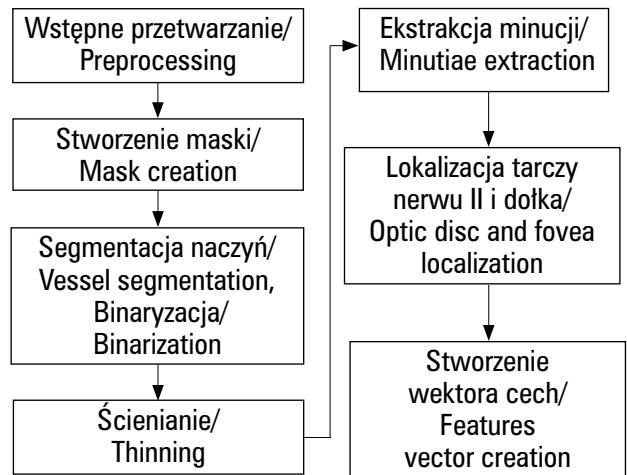 Wstępne przetwarzanie/
Preprocessing
Stworzenie maski/
Mask creation
Segmentacja naczyń/
Vessel segmentation,
Binaryzacja/
Binarization
Ścienianie/
Thinning
Ekstrakcja minucji/
Minutiae extraction
Lokalizacja tarczy
nerwu II i dołka/
Optic disc and fovea
localization
Stworzenie
wektora cech/
Features
vector creation